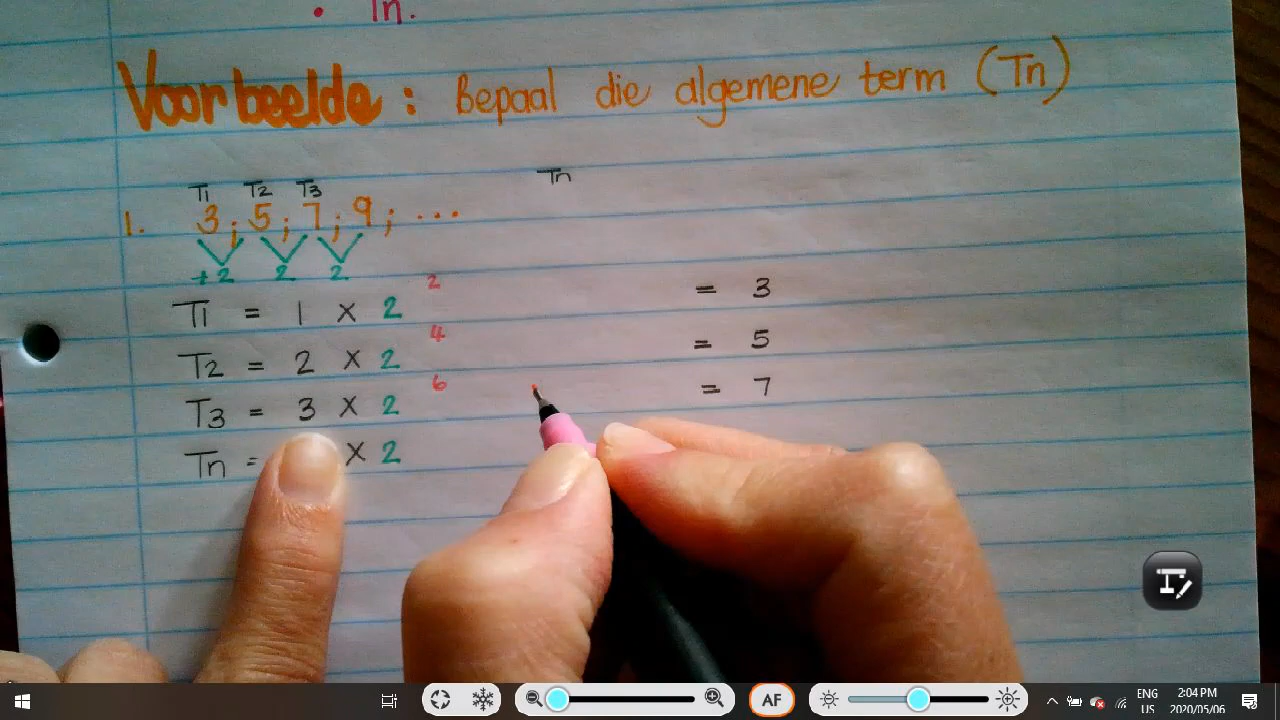 • Tn.
Voorbeelde : Bepaal die algemene term (Tn)
T1 T2 T3 Tn
1. 3 ; 5 ; 7 ; 9 ; ...
+2 2 2
T1 = 1 × 2 2 = 3
T2 = 2 × 2 4 = 5
T3 = 3 × 2 6 = 7
Tn = × 2
AF
ENG
US
2:04 PM
2020/05/06